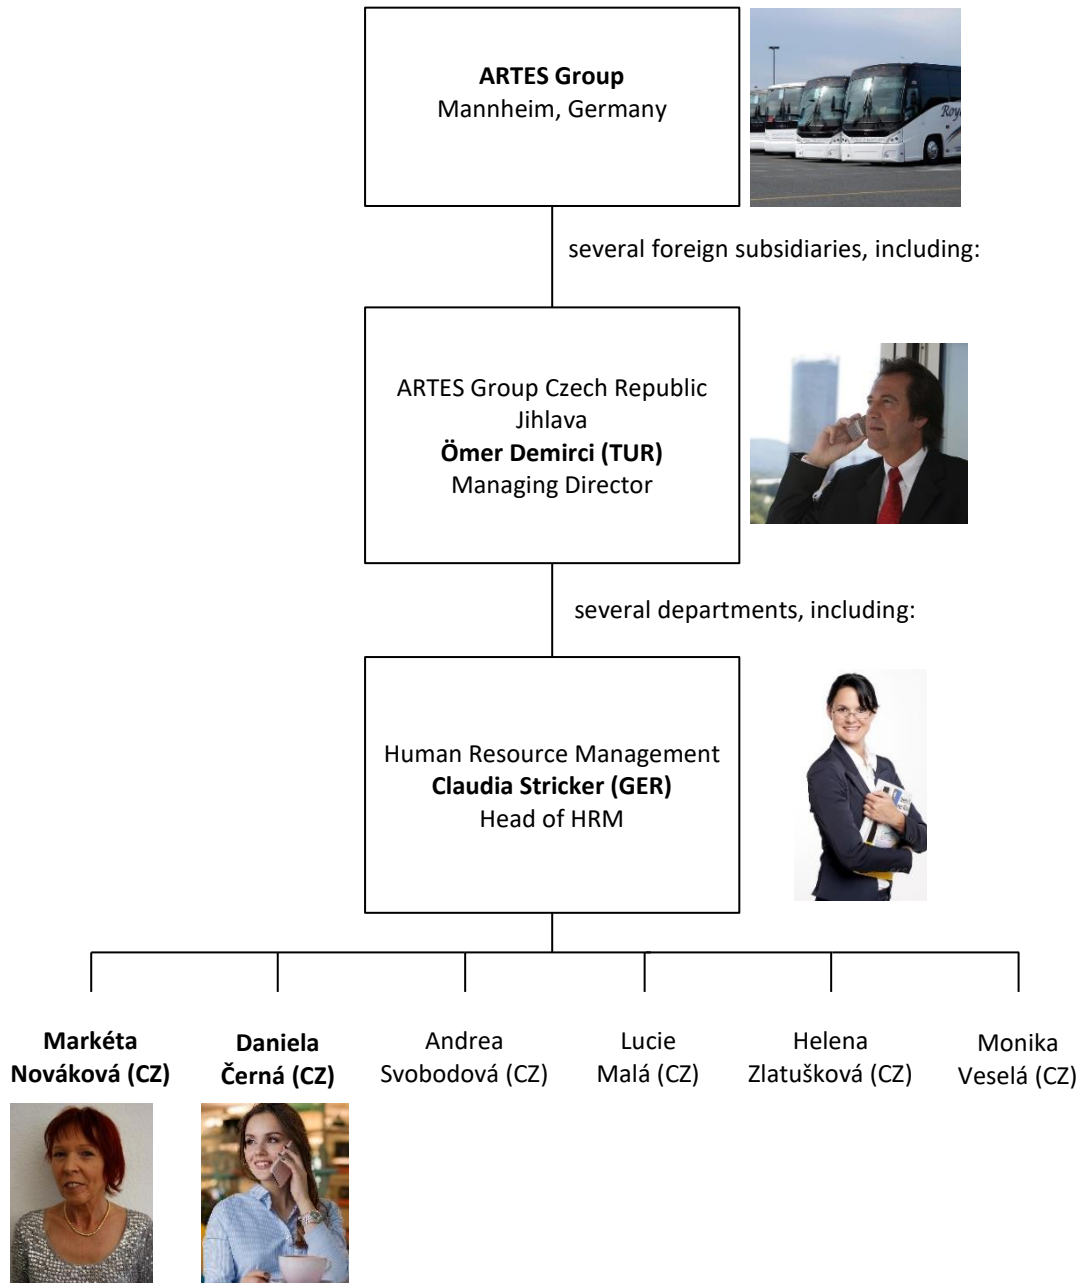 ARTES Group
Mannheim, Germany
several foreign subsidiaries, including:
ARTES Group Czech Republic
Jihlava
Ömer Demirci (TUR)
Managing Director
several departments, including:
Human Resource Management
Claudia Stricker (GER)
Head of HRM
Markéta
Nováková (CZ)
Daniela
Černá (CZ)
Andrea
Svobodová (CZ)
Lucie
Malá (CZ)
Helena
Zlatušková (CZ)
Monika
Veselá (CZ)